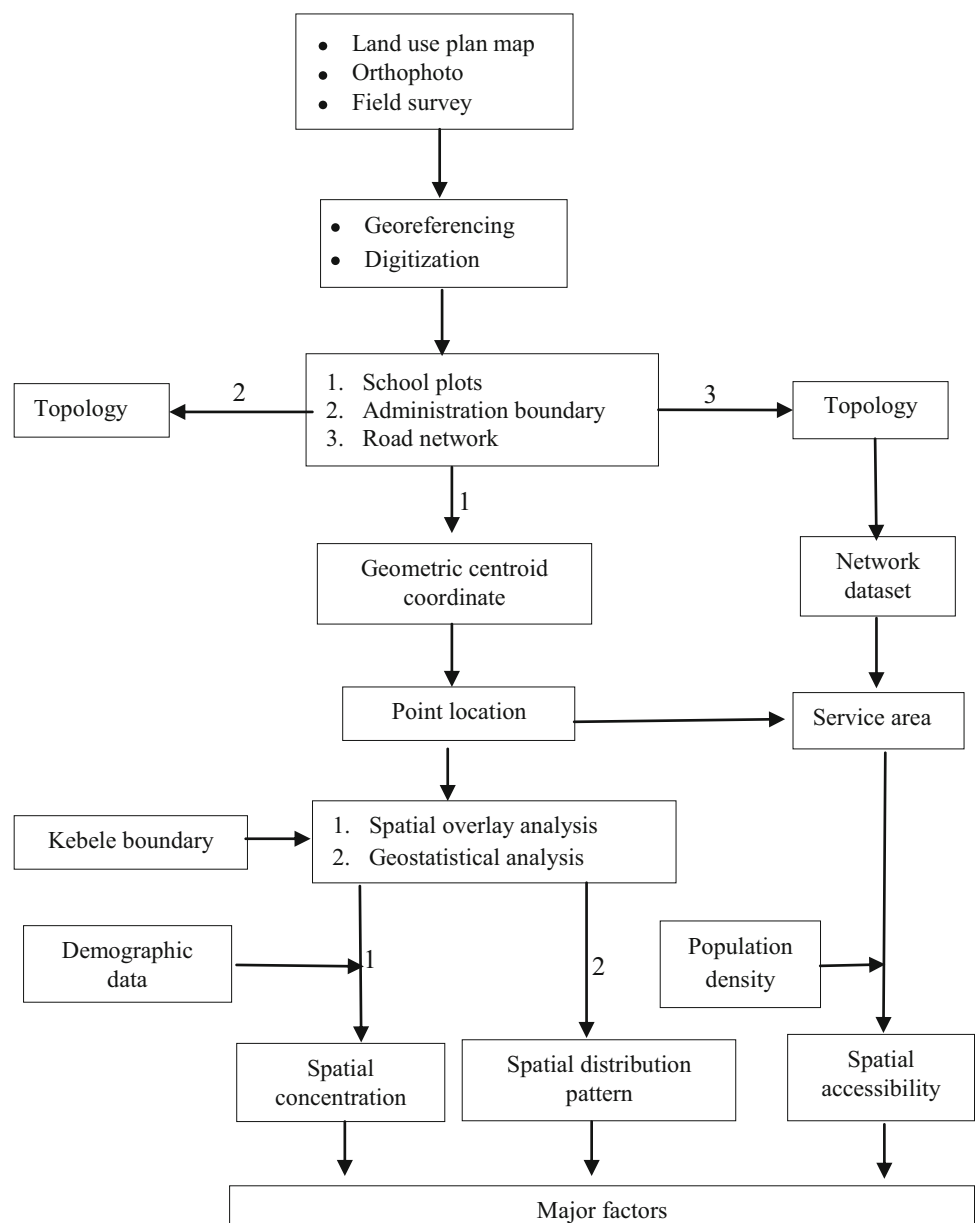 • Land use plan map
• Orthophoto
• Field survey
• Georeferencing
• Digitization
1. School plots
2. Administration boundary
3. Road network
Topology
2
3
Topology
1
Geometric centroid
coordinate
Network
dataset
Point location
Service area
Kebele boundary
1. Spatial overlay analysis
2. Geostatistical analysis
Demographic
data
1
2
Population
density
Spatial
concentration
Spatial distribution
pattern
Spatial
accessibility
Major factors